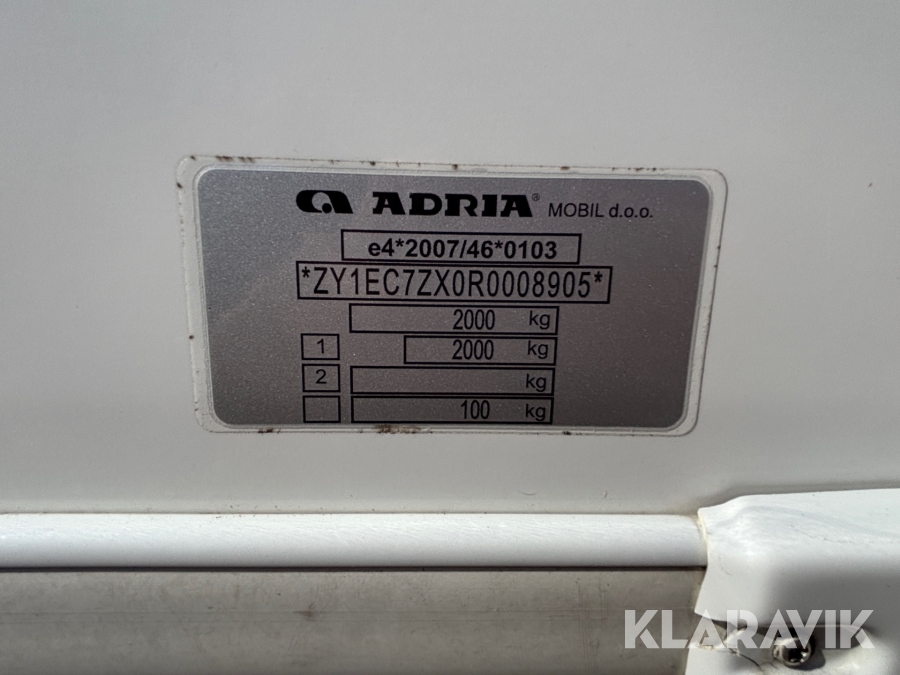 ADRIA® MOBIL d.o.o.
e4*2007/46*0103
*ZY1EC7ZX0R0008905*
2000 kg
1 2000 kg
2 kg
100 kg
KLARAVIK